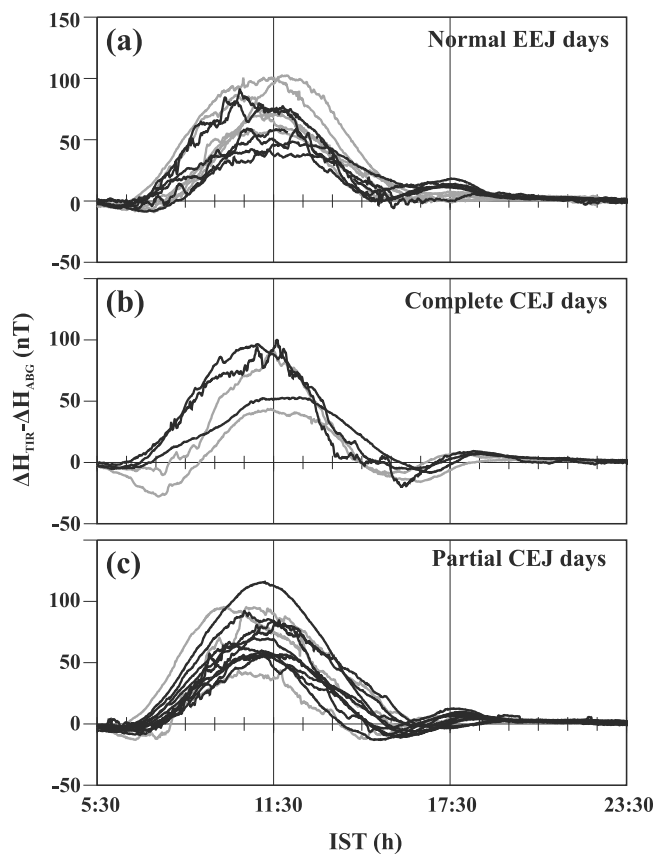 150
(a)
Normal EEJ days
100
50
0
-50
(b)
Complete CEJ days
100
50
0
-50
ΔH_TIR-ΔH_ABG (nT)
(c)
Partial CEJ days
100
50
0
-50
5:30 11:30 17:30 23:30
IST (h)